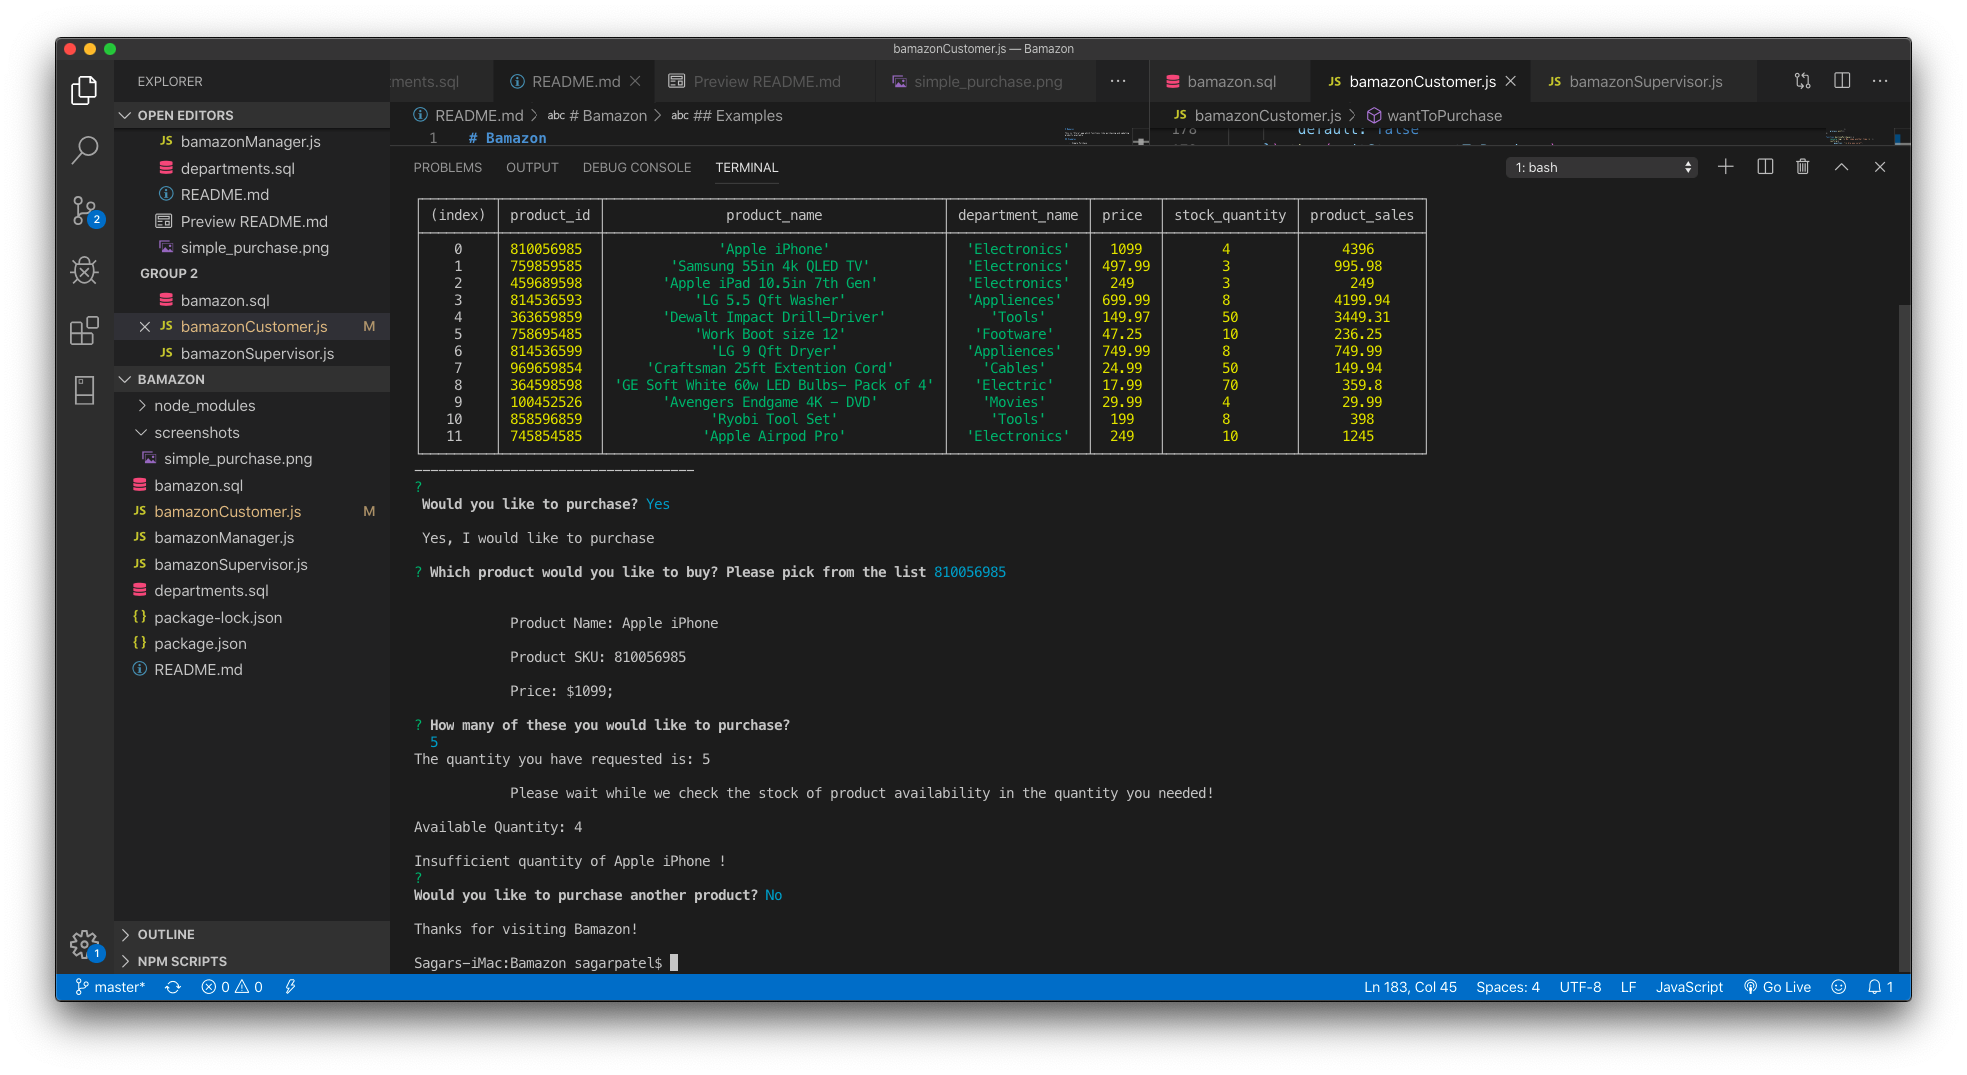 bamazonCustomer.js — Bamazon
EXPLORER
OPEN EDITORS
JS bamazonManager.js
departments.sql
README.md
Preview README.md
simple_purchase.png
GROUP 2
bamazon.sql
JS bamazonCustomer.js M
JS bamazonSupervisor.js
BAMAZON
node_modules
screenshots
simple_purchase.png
bamazon.sql
JS bamazonCustomer.js M
JS bamazonManager.js
JS bamazonSupervisor.js
departments.sql
{} package-lock.json
{} package.json
README.md
OUTLINE
NPM SCRIPTS
2
1
ments.sql README.md Preview README.md simple_purchase.png ···
bamazon.sql JS bamazonCustomer.js JS bamazonSupervisor.js ···
README.md > abc # Bamazon > abc ## Examples
JS bamazonCustomer.js > wantToPurchase
1 # Bamazon
178 default: false
PROBLEMS OUTPUT DEBUG CONSOLE TERMINAL 1: bash
(index) product_id product_name department_name price stock_quantity product_sales
0 810056985 'Apple iPhone' 'Electronics' 1099 4 4396
1 759859585 'Samsung 55in 4k QLED TV' 'Electronics' 497.99 3 995.98
2 459689598 'Apple iPad 10.5in 7th Gen' 'Electronics' 249 3 249
3 814536593 'LG 5.5 Qft Washer' 'Appliences' 699.99 8 4199.94
4 363659859 'Dewalt Impact Drill-Driver' 'Tools' 149.97 50 3449.31
5 758695485 'Work Boot size 12' 'Footware' 47.25 10 236.25
6 814536599 'LG 9 Qft Dryer' 'Appliences' 749.99 8 749.99
7 969659854 'Craftsman 25ft Extention Cord' 'Cables' 24.99 50 149.94
8 364598598 'GE Soft White 60w LED Bulbs- Pack of 4' 'Electric' 17.99 70 359.8
9 100452526 'Avengers Endgame 4K - DVD' 'Movies' 29.99 4 29.99
10 858596859 'Ryobi Tool Set' 'Tools' 199 8 398
11 745854585 'Apple Airpod Pro' 'Electronics' 249 10 1245
-----------------------------------
?
Would you like to purchase? Yes
Yes, I would like to purchase
? Which product would you like to buy? Please pick from the list 810056985
Product Name: Apple iPhone
Product SKU: 810056985
Price: $1099;
? How many of these you would like to purchase?
5
The quantity you have requested is: 5
Please wait while we check the stock of product availability in the quantity you needed!
Available Quantity: 4
Insufficient quantity of Apple iPhone !
?
Would you like to purchase another product? No
Thanks for visiting Bamazon!
Sagars-iMac:Bamazon sagarpatel$
master* 0 0 Ln 183, Col 45 Spaces: 4 UTF-8 LF JavaScript Go Live 1